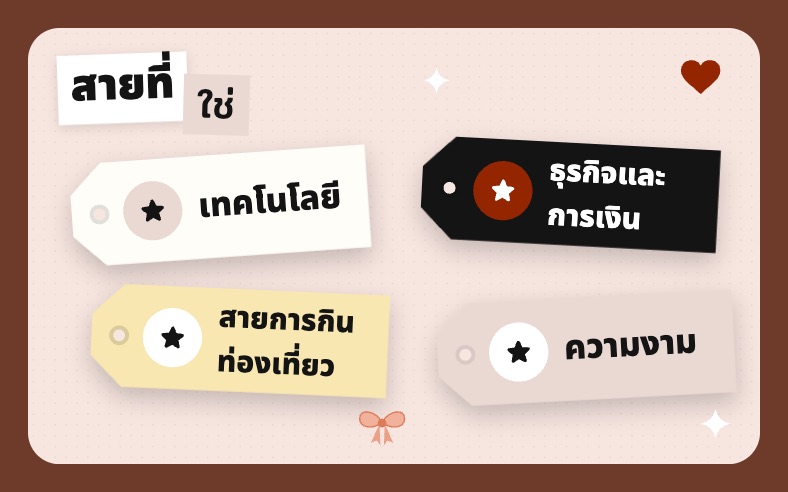 สายที่
ใช่
เทคโนโลยี
ธุรกิจและ
การเงิน
สายการกิน
ท่องเที่ยว
ความงาม